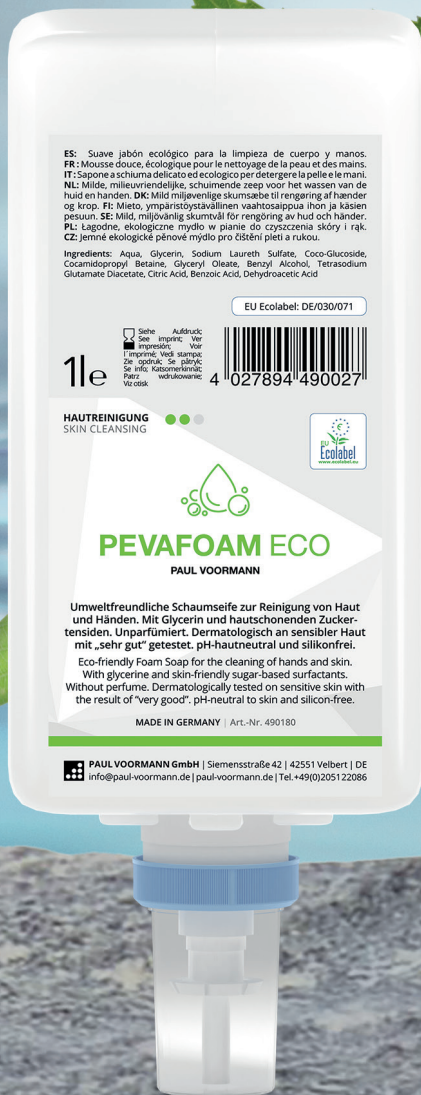 ES: Suave jabón ecológico para la limpieza de cuerpo y manos.
FR : Mousse douce, écologique pour le nettoyage de la peau et des mains.
IT : Sapone a schiuma delicato ed ecologico per detergere la pelle e le mani.
NL: Milde, milieuvriendelijke, schuimende zeep voor het wassen van de
huid en handen. DK: Mild miljøvenlige skumsæbe til rengøring af hænder
og krop. FI: Mieto, ympäristöystävällinen vaahtosaippua ihon ja käsien
pesuun. SE: Mild, miljövänlig skumtvål för rengöring av hud och händer.
PL: Łagodne, ekologiczne mydło w pianie do czyszczenia skóry i rąk.
CZ: Jemné ekologické pěnové mýdlo pro čištění pleti a rukou.
Ingredients: Aqua, Glycerin, Sodium Laureth Sulfate, Coco-Glucoside,
Cocamidopropyl Betaine, Glyceryl Oleate, Benzyl Alcohol, Tetrasodium
Glutamate Diacetate, Citric Acid, Benzoic Acid, Dehydroacetic Acid
EU Ecolabel: DE/030/071
1l e
Siehe Aufdruck;
See imprint; Ver
impresión; Voir
l´imprimé; Vedi stampa;
Zie opdruk; Se påtryk;
Se info; Katsomerkinnät;
Patrz wdrukowanie;
Viz otisk
4 027894 490027
HAUTREINIGUNG
SKIN CLEANSING
EU
Ecolabel
www.ecolabel.eu
PEVAFOAM ECO
PAUL VOORMANN
Umweltfreundliche Schaumseife zur Reinigung von Haut
und Händen. Mit Glycerin und hautschonenden Zucker-
tensiden. Unparfümiert. Dermatologisch an sensibler Haut
mit „sehr gut" getestet. pH-hautneutral und silikonfrei.
Eco-friendly Foam Soap for the cleaning of hands and skin.
With glycerine and skin-friendly sugar-based surfactants.
Without perfume. Dermatologically tested on sensitive skin with
the result of "very good". pH-neutral to skin and silicon-free.
MADE IN GERMANY | Art.-Nr. 490180
PAUL VOORMANN GmbH | Siemensstraße 42 | 42551 Velbert | DE
info@paul-voormann.de | paul-voormann.de | Tel. +49(0)205122086